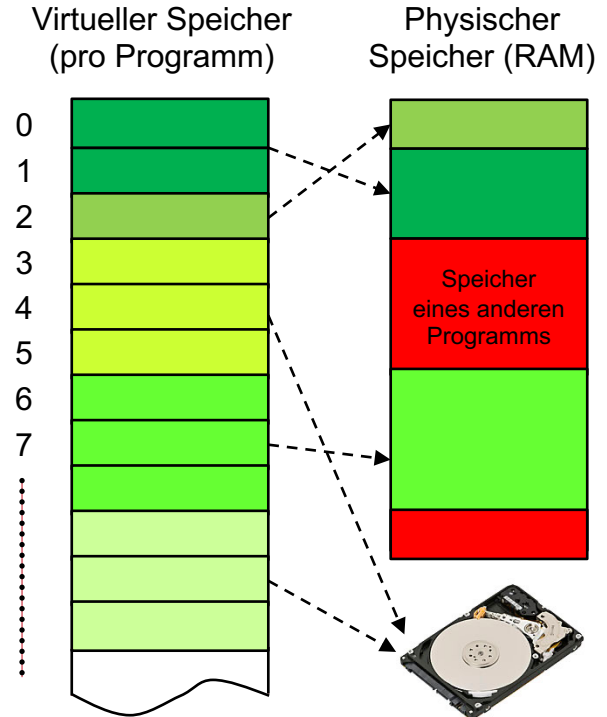 Virtueller Speicher
(pro Programm)
Physischer
Speicher (RAM)
0
1
2
3
4
5
6
7
Speicher
eines anderen
Programms